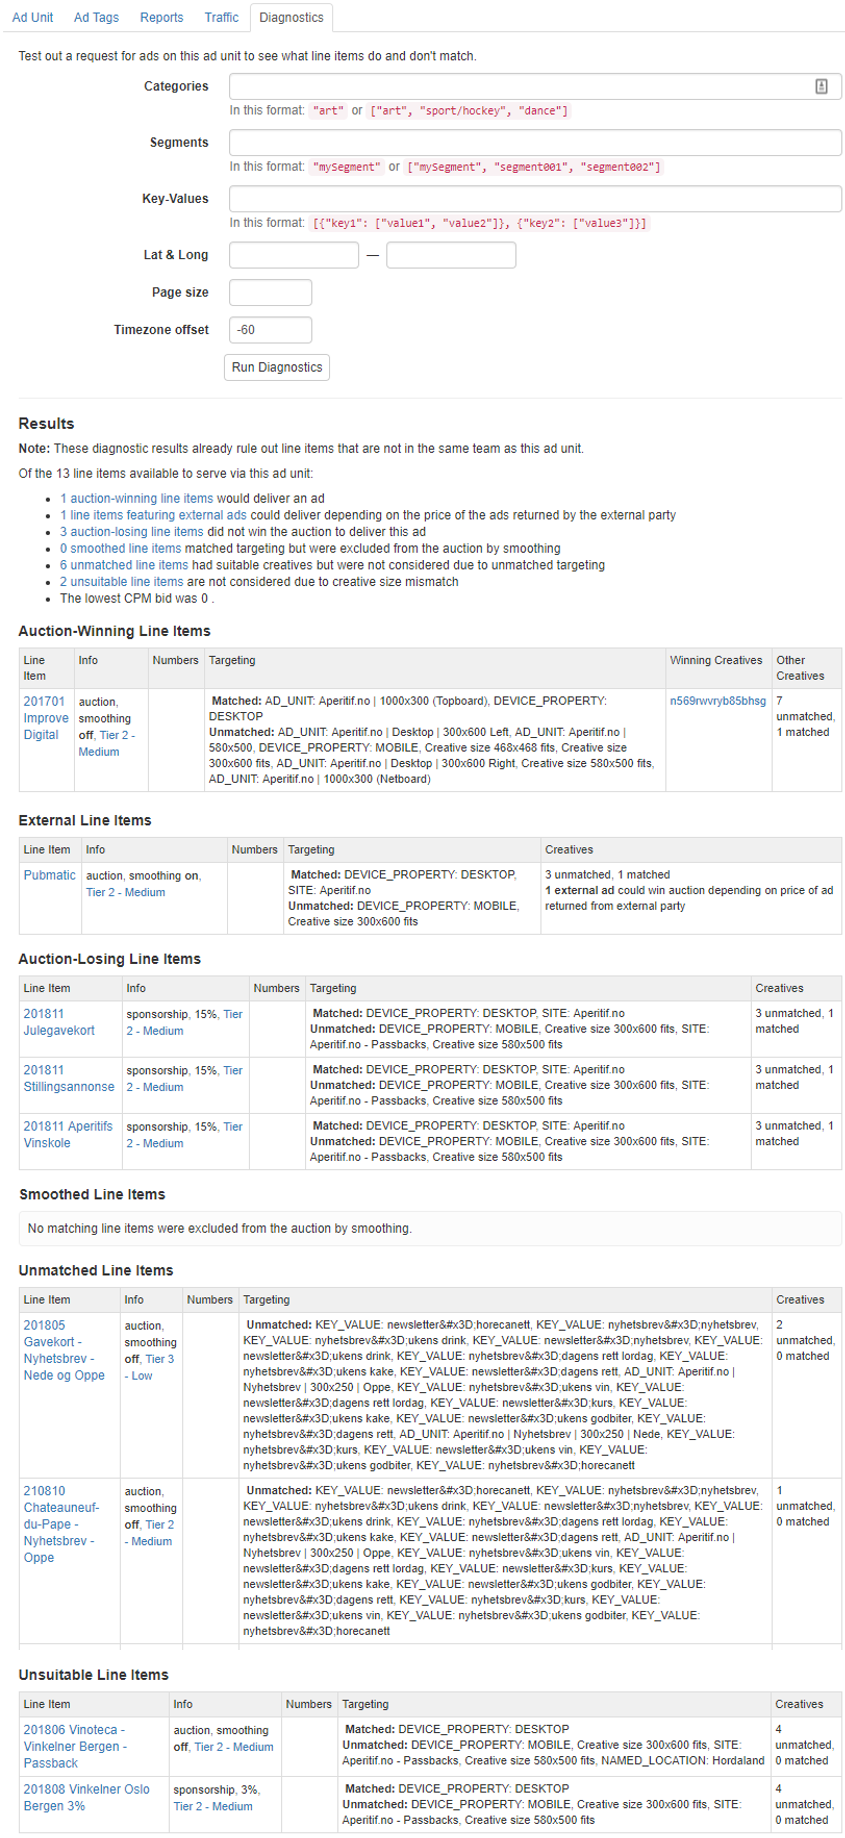 Ad Unit Ad Tags Reports Traffic Diagnostics
Test out a request for ads on this ad unit to see what line items do and don't match.
Categories
In this format: "art" or ["art", "sport/hockey", "dance"]
Segments
In this format: "mySegment" or ["mySegment", "segment001", "segment002"]
Key-Values
In this format: [{"key1": ["value1", "value2"]}, {"key2": ["value3"]}]
Lat & Long —
Page size
Timezone offset -60
Run Diagnostics
Results
Note: These diagnostic results already rule out line items that are not in the same team as this ad unit.
Of the 13 line items available to serve via this ad unit:
• 1 auction-winning line items would deliver an ad
• 1 line items featuring external ads could deliver depending on the price of the ads returned by the external party
• 3 auction-losing line items did not win the auction to deliver this ad
• 0 smoothed line items matched targeting but were excluded from the auction by smoothing
• 6 unmatched line items had suitable creatives but were not considered due to unmatched targeting
• 2 unsuitable line items are not considered due to creative size mismatch
• The lowest CPM bid was 0 .
Auction-Winning Line Items
Line
Item
Info
Numbers
Targeting
Winning Creatives
Other
Creatives
201701
Improve
Digital
auction,
smoothing
off, Tier 2 -
Medium
Matched: AD_UNIT: Aperitif.no | 1000x300 (Topboard), DEVICE_PROPERTY:
DESKTOP
Unmatched: AD_UNIT: Aperitif.no | Desktop | 300x600 Left, AD_UNIT: Aperitif.no |
580x500, DEVICE_PROPERTY: MOBILE, Creative size 468x468 fits, Creative size
300x600 fits, AD_UNIT: Aperitif.no | Desktop | 300x600 Right, Creative size 580x500 fits,
AD_UNIT: Aperitif.no | 1000x300 (Netboard)
n569rwvryb85bhsg
7
unmatched,
1 matched
External Line Items
Line Item
Info
Numbers
Targeting
Creatives
Pubmatic
auction, smoothing on,
Tier 2 - Medium
Matched: DEVICE_PROPERTY: DESKTOP,
SITE: Aperitif.no
Unmatched: DEVICE_PROPERTY: MOBILE,
Creative size 300x600 fits
3 unmatched, 1 matched
1 external ad could win auction depending on price of ad
returned from external party
Auction-Losing Line Items
Line Item
Info
Numbers
Targeting
Creatives
201811
Julegavekort
sponsorship, 15%, Tier
2 - Medium
Matched: DEVICE_PROPERTY: DESKTOP, SITE: Aperitif.no
Unmatched: DEVICE_PROPERTY: MOBILE, Creative size 300x600 fits, SITE:
Aperitif.no - Passbacks, Creative size 580x500 fits
3 unmatched, 1
matched
201811
Stillingsannonse
sponsorship, 15%, Tier
2 - Medium
Matched: DEVICE_PROPERTY: DESKTOP, SITE: Aperitif.no
Unmatched: DEVICE_PROPERTY: MOBILE, Creative size 300x600 fits, SITE:
Aperitif.no - Passbacks, Creative size 580x500 fits
3 unmatched, 1
matched
201811 Aperitifs
Vinskole
sponsorship, 15%, Tier
2 - Medium
Matched: DEVICE_PROPERTY: DESKTOP, SITE: Aperitif.no
Unmatched: DEVICE_PROPERTY: MOBILE, Creative size 300x600 fits, SITE:
Aperitif.no - Passbacks, Creative size 580x500 fits
3 unmatched, 1
matched
Smoothed Line Items
No matching line items were excluded from the auction by smoothing.
Unmatched Line Items
Line Item
Info
Numbers
Targeting
Creatives
201805
Gavekort -
Nyhetsbrev -
Nede og Oppe
auction,
smoothing
off, Tier 3
- Low
Unmatched: KEY_VALUE: newsletter&#x3D;horecanett, KEY_VALUE: nyhetsbrev&#x3D;nyhetsbrev,
KEY_VALUE: nyhetsbrev&#x3D;ukens drink, KEY_VALUE: newsletter&#x3D;nyhetsbrev, KEY_VALUE:
newsletter&#x3D;ukens drink, KEY_VALUE: nyhetsbrev&#x3D;dagens rett lordag, KEY_VALUE:
nyhetsbrev&#x3D;ukens kake, KEY_VALUE: newsletter&#x3D;dagens rett, AD_UNIT: Aperitif.no |
Nyhetsbrev | 300x250 | Oppe, KEY_VALUE: nyhetsbrev&#x3D;ukens vin, KEY_VALUE:
newsletter&#x3D;dagens rett lordag, KEY_VALUE: newsletter&#x3D;kurs, KEY_VALUE:
newsletter&#x3D;ukens kake, KEY_VALUE: newsletter&#x3D;ukens godbiter, KEY_VALUE:
nyhetsbrev&#x3D;dagens rett, AD_UNIT: Aperitif.no | Nyhetsbrev | 300x250 | Nede, KEY_VALUE:
nyhetsbrev&#x3D;kurs, KEY_VALUE: newsletter&#x3D;ukens vin, KEY_VALUE:
nyhetsbrev&#x3D;ukens godbiter, KEY_VALUE: nyhetsbrev&#x3D;horecanett
2
unmatched,
0 matched
210810
Chateauneuf-
du-Pape -
Nyhetsbrev -
Oppe
auction,
smoothing
off, Tier 2
- Medium
Unmatched: KEY_VALUE: newsletter&#x3D;horecanett, KEY_VALUE: nyhetsbrev&#x3D;nyhetsbrev,
KEY_VALUE: nyhetsbrev&#x3D;ukens drink, KEY_VALUE: newsletter&#x3D;nyhetsbrev, KEY_VALUE:
newsletter&#x3D;ukens drink, KEY_VALUE: nyhetsbrev&#x3D;dagens rett lordag, KEY_VALUE:
nyhetsbrev&#x3D;ukens kake, KEY_VALUE: newsletter&#x3D;dagens rett, AD_UNIT: Aperitif.no |
Nyhetsbrev | 300x250 | Oppe, KEY_VALUE: nyhetsbrev&#x3D;ukens vin, KEY_VALUE:
newsletter&#x3D;dagens rett lordag, KEY_VALUE: newsletter&#x3D;kurs, KEY_VALUE:
newsletter&#x3D;ukens kake, KEY_VALUE: newsletter&#x3D;ukens godbiter, KEY_VALUE:
nyhetsbrev&#x3D;dagens rett, KEY_VALUE: nyhetsbrev&#x3D;kurs, KEY_VALUE:
newsletter&#x3D;ukens vin, KEY_VALUE: nyhetsbrev&#x3D;ukens godbiter, KEY_VALUE:
nyhetsbrev&#x3D;horecanett
1
unmatched,
0 matched
Unsuitable Line Items
Line Item
Info
Numbers
Targeting
Creatives
201806 Vinoteca -
Vinkelner Bergen -
Passback
auction, smoothing
off, Tier 2 - Medium
Matched: DEVICE_PROPERTY: DESKTOP
Unmatched: DEVICE_PROPERTY: MOBILE, Creative size 300x600 fits, SITE:
Aperitif.no - Passbacks, Creative size 580x500 fits, NAMED_LOCATION: Hordaland
4
unmatched,
0 matched
201808 Vinkelner Oslo
Bergen 3%
sponsorship, 3%,
Tier 2 - Medium
Matched: DEVICE_PROPERTY: DESKTOP
Unmatched: DEVICE_PROPERTY: MOBILE, Creative size 300x600 fits, SITE:
Aperitif.no - Passbacks, Creative size 580x500 fits
4
unmatched,
0 matched